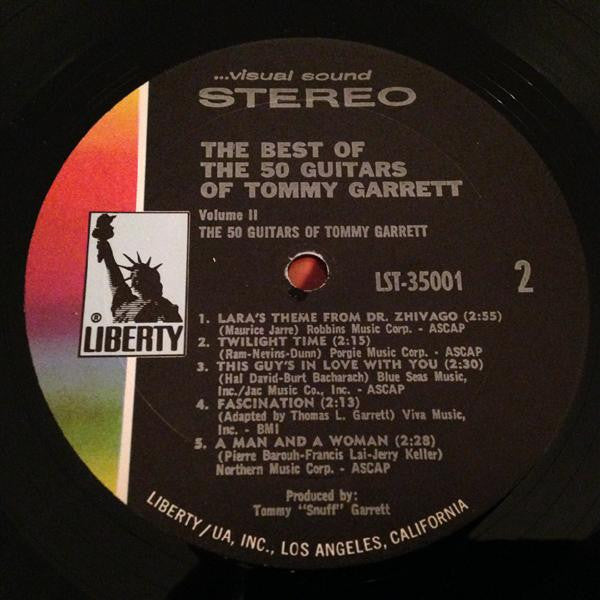 ...visual sound
STEREO
THE BEST OF
THE 50 GUITARS
OF TOMMY GARRETT
Volume II
THE 50 GUITARS OF TOMMY GARRETT
LST-35001 2
® LIBERTY
1. LARA'S THEME FROM DR. ZHIVAGO (2:55)
(Maurice Jarre) Robbins Music Corp. - ASCAP
2. TWILIGHT TIME (2:15)
(Ram-Nevins-Dunn) Porgie Music Corp. - ASCAP
3. THIS GUY'S IN LOVE WITH YOU (2:30)
(Hal David-Burt Bacharach) Blue Seas Music,
Inc./Jac Music Co., Inc. - ASCAP
4. FASCINATION (2:13)
(Adapted by Thomas L. Garrett) Viva Music,
Inc. - BMI
5. A MAN AND A WOMAN (2:28)
(Pierre Barouh-Francis Lai-Jerry Keller)
Northern Music Corp. - ASCAP
Produced by:
Tommy "Snuff" Garrett
LIBERTY/UA, INC., LOS ANGELES, CALIFORNIA